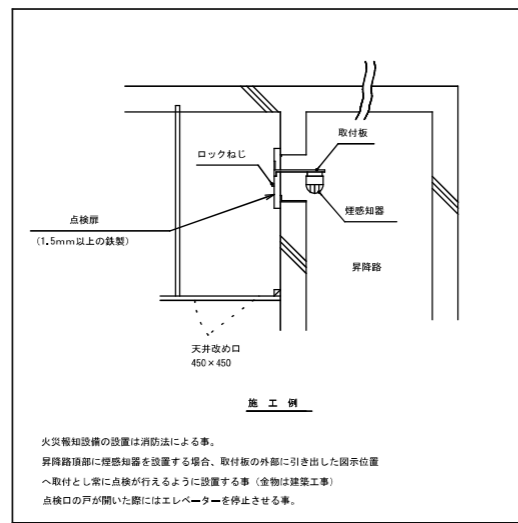 取付板
ロックねじ
点検扉
(1.5mm以上の鉄製)
煙感知器
昇降路
天井改め口
450×450
施 工 例
火災報知設備の設置は消防法による事。
昇降路頂部に煙感知器を設置する場合、取付板の外部に引き出した図示位置
へ取付とし常に点検が行えるように設置する事（金物は建築工事）
点検口の戸が開いた際にはエレベーターを停止させる事。